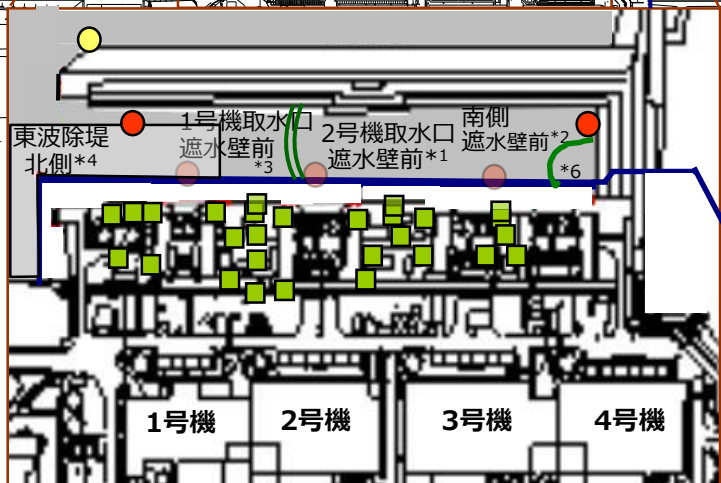 1号機取水口
遮水壁前*3
2号機取水口
遮水壁前*1
南側
遮水壁前*2
東波除堤
北側*4
*6
1号機
2号機
3号機
4号機